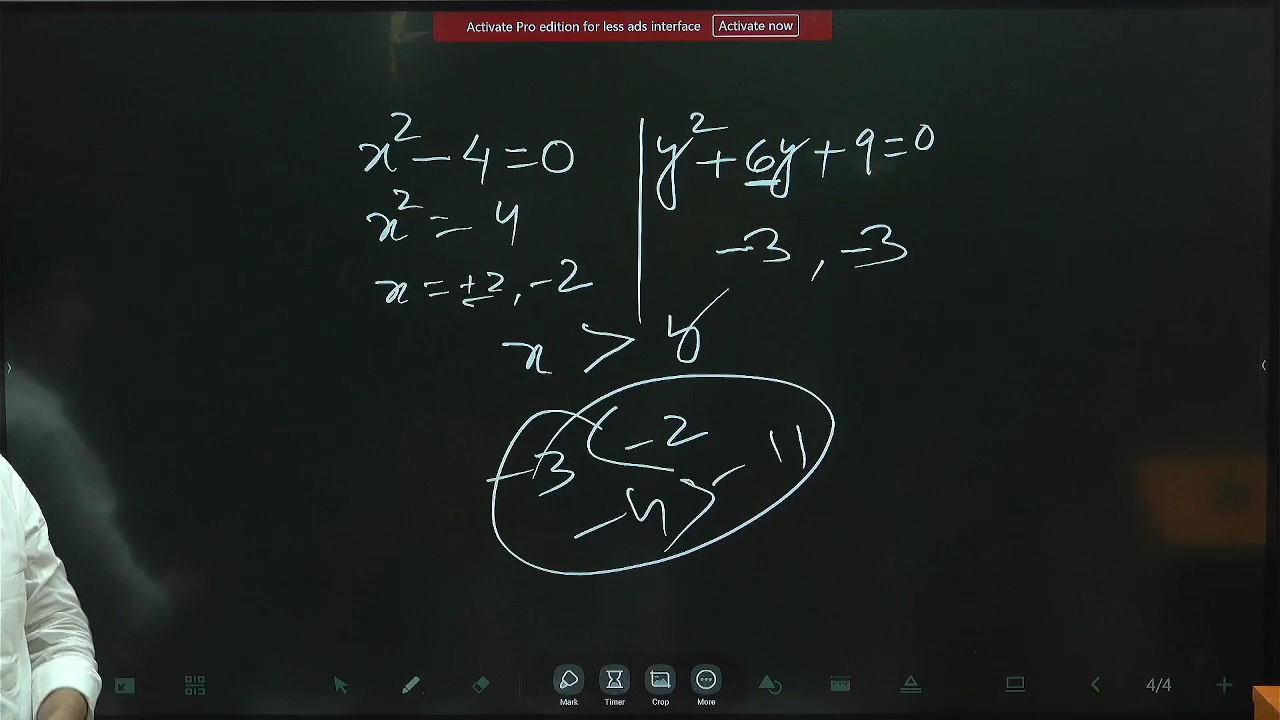 Activate Pro edition for less ads interface Activate now
x² - 4 = 0
x² = 4
x = +2, -2
y² + 6y + 9 = 0
-3, -3
x > y
-3 < -2
-4 > -11
Mark Timer Crop More
4/4